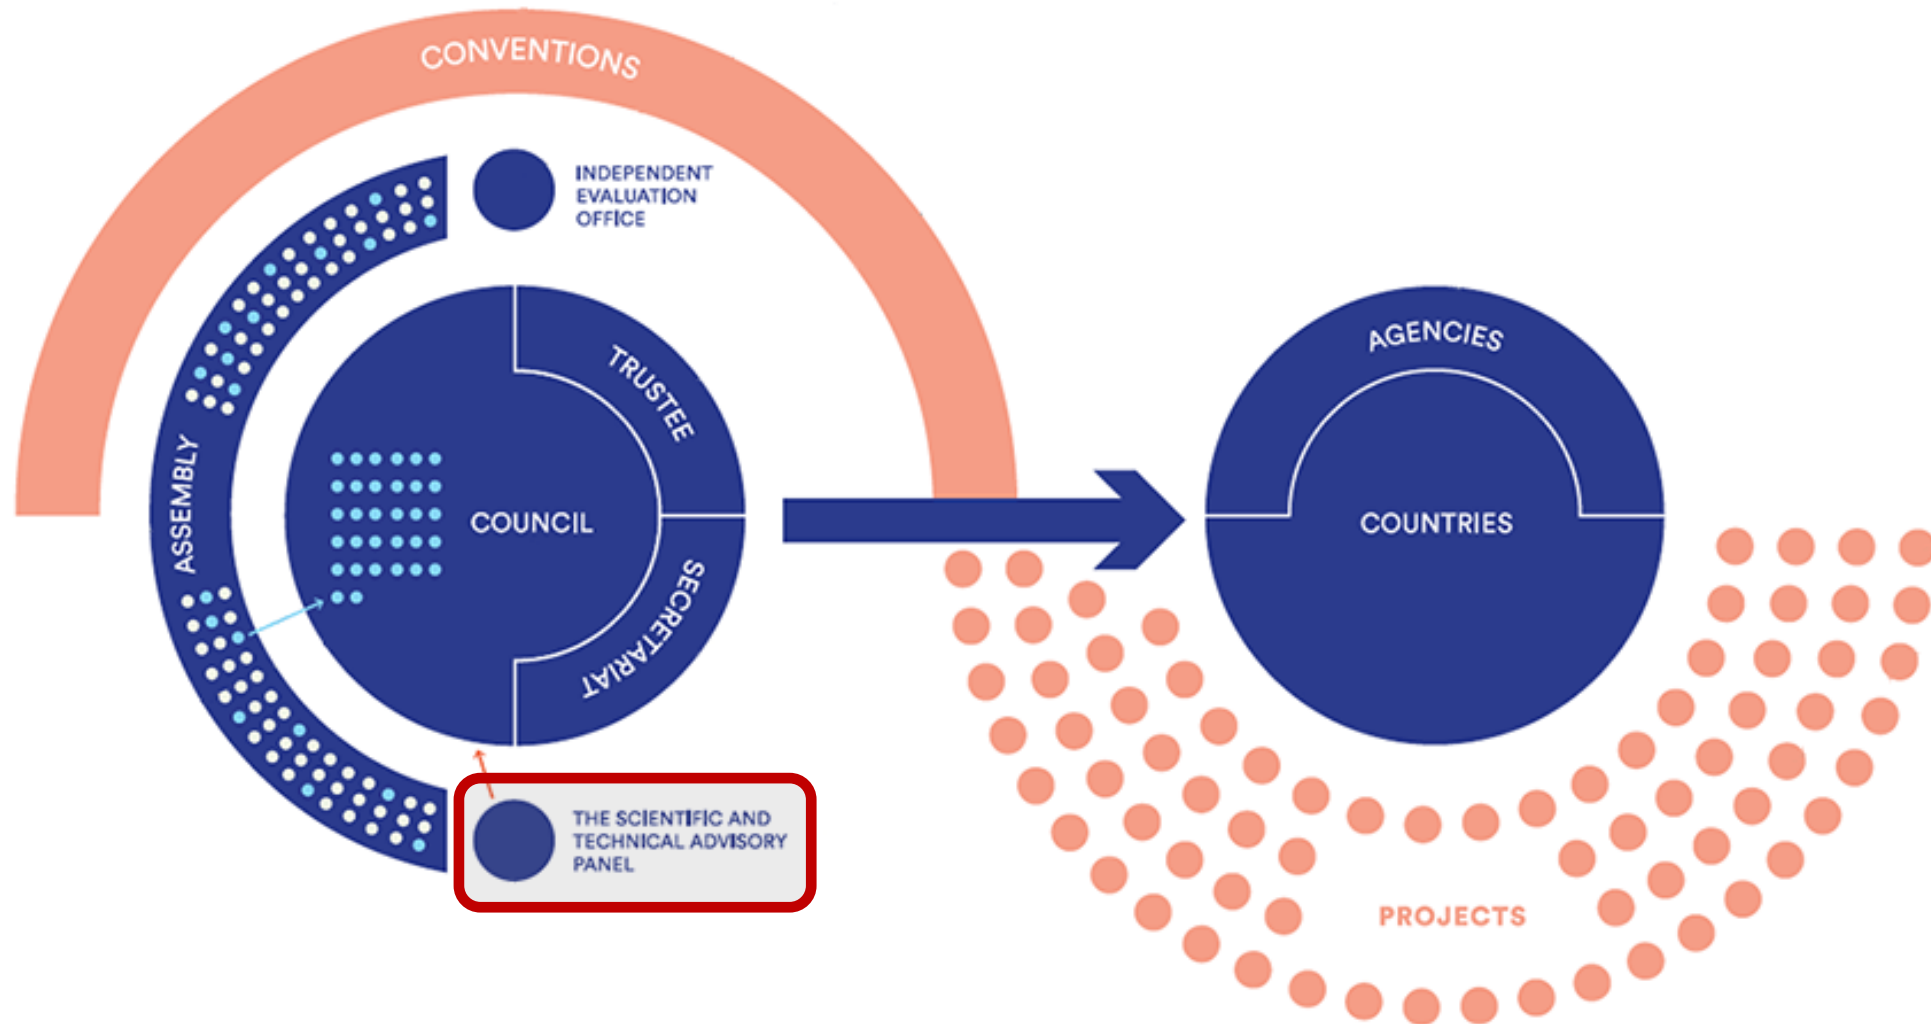 CONVENTIONS
INDEPENDENT
EVALUATION
OFFICE
ASSEMBLY
TRUSTEE
COUNCIL
SECRETARIAT
THE SCIENTIFIC AND
TECHNICAL ADVISORY
PANEL
AGENCIES
COUNTRIES
PROJECTS